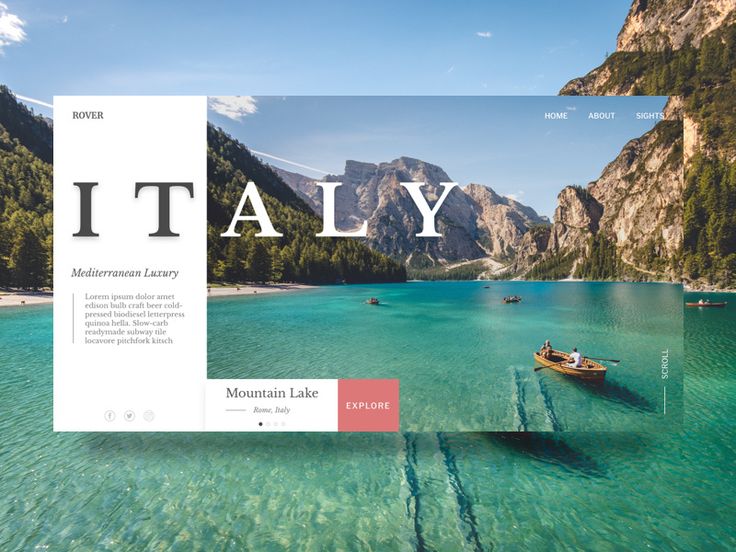 ROVER
HOME ABOUT SIGHTS
ITALY
Mediterranean Luxury
Lorem ipsum dolor amet
edison bulb craft beer cold-
pressed biodiesel letterpress
quinoa hella. Slow-carb
readymade subway tile
locavore pitchfork kitsch
SCROLL
Mountain Lake
Rome, Italy
EXPLORE